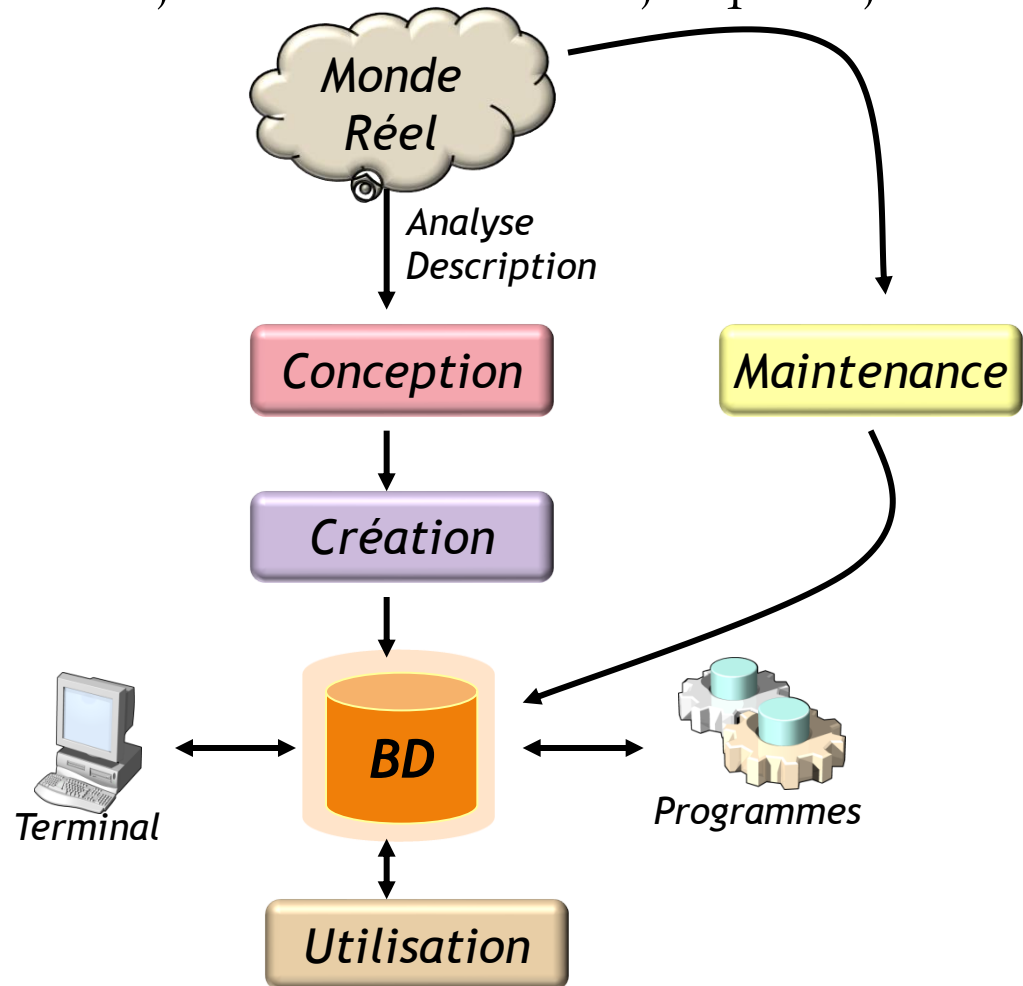 Monde
Réel
Analyse
Description
Conception
Maintenance
Création
BD
Terminal
Programmes
Utilisation